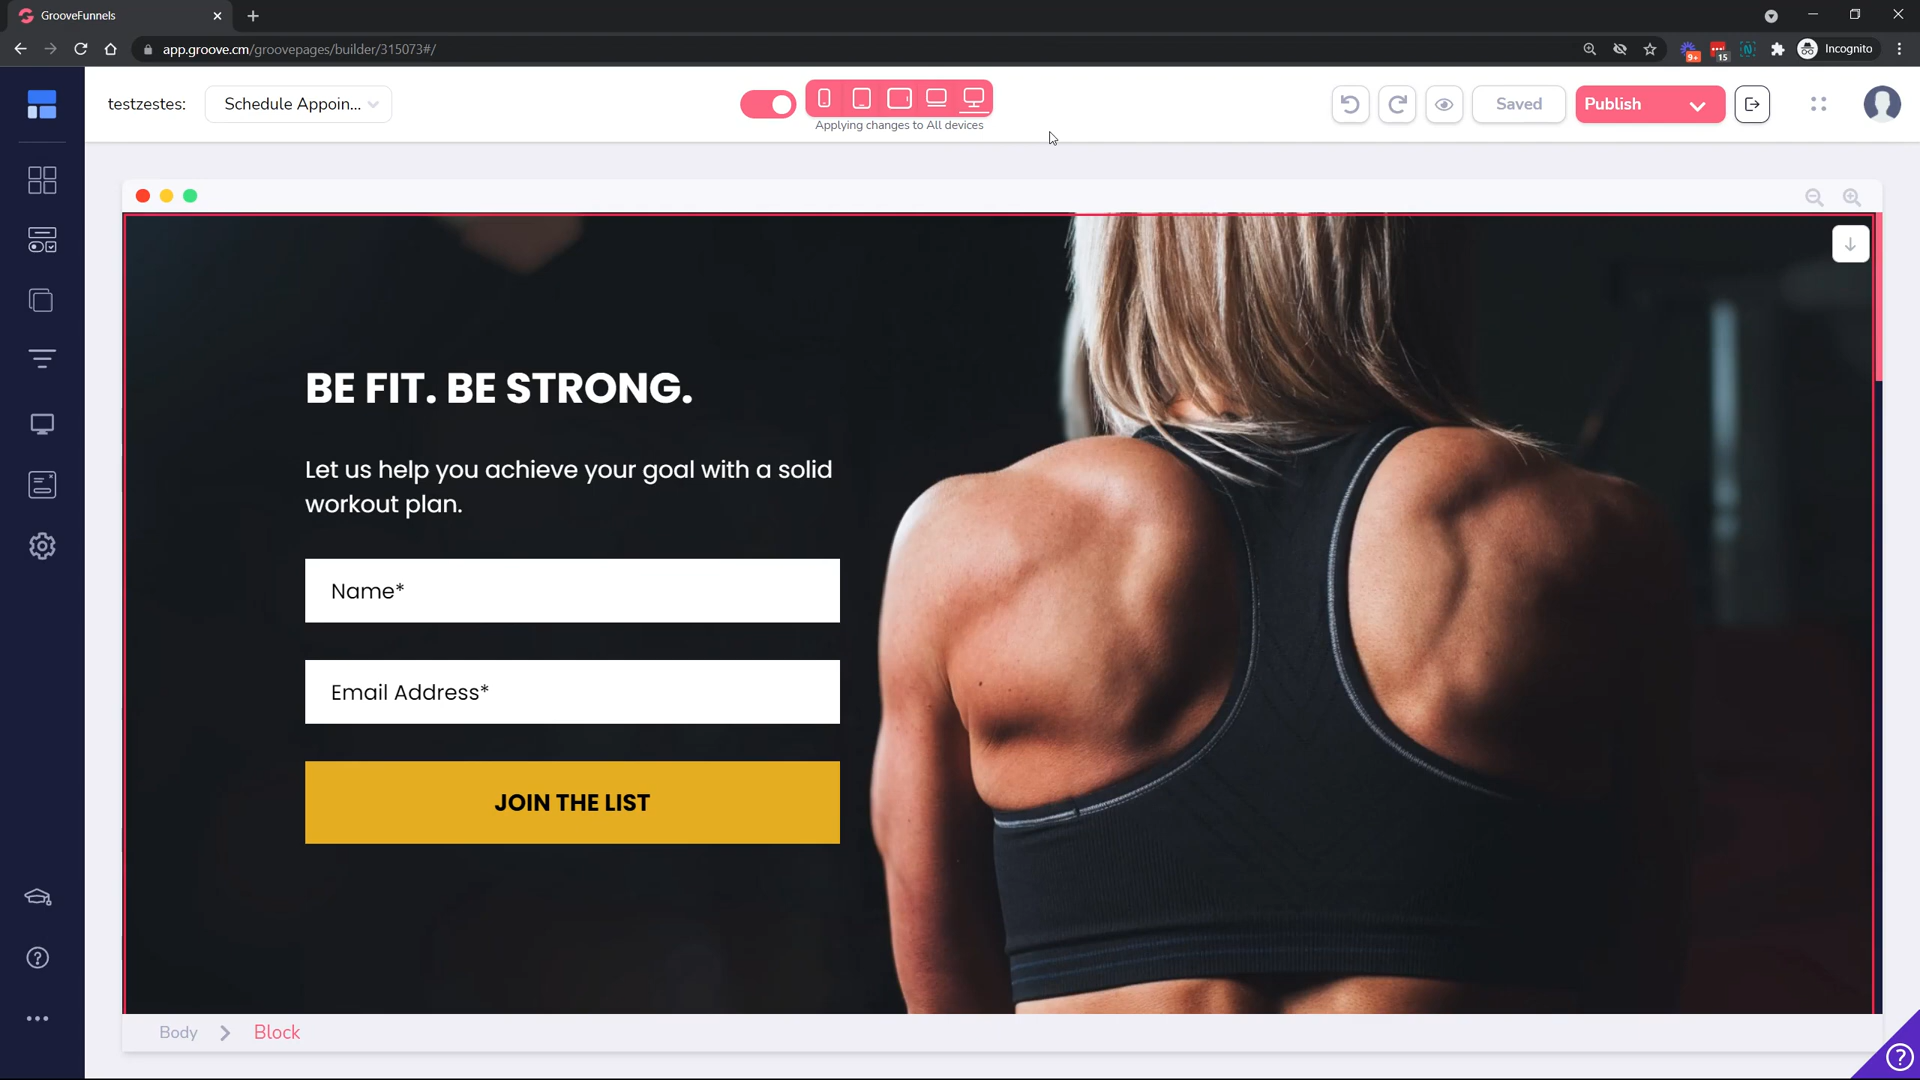 GrooveFunnels
app.groove.cm/groovepages/builder/315073#/
9+
15
N
Incognito
testzestes:
Schedule Appoin...
Applying changes to All devices
Saved
Publish
BE FIT. BE STRONG.
Let us help you achieve your goal with a solid
workout plan.
Name*
Email Address*
JOIN THE LIST
Body
Block